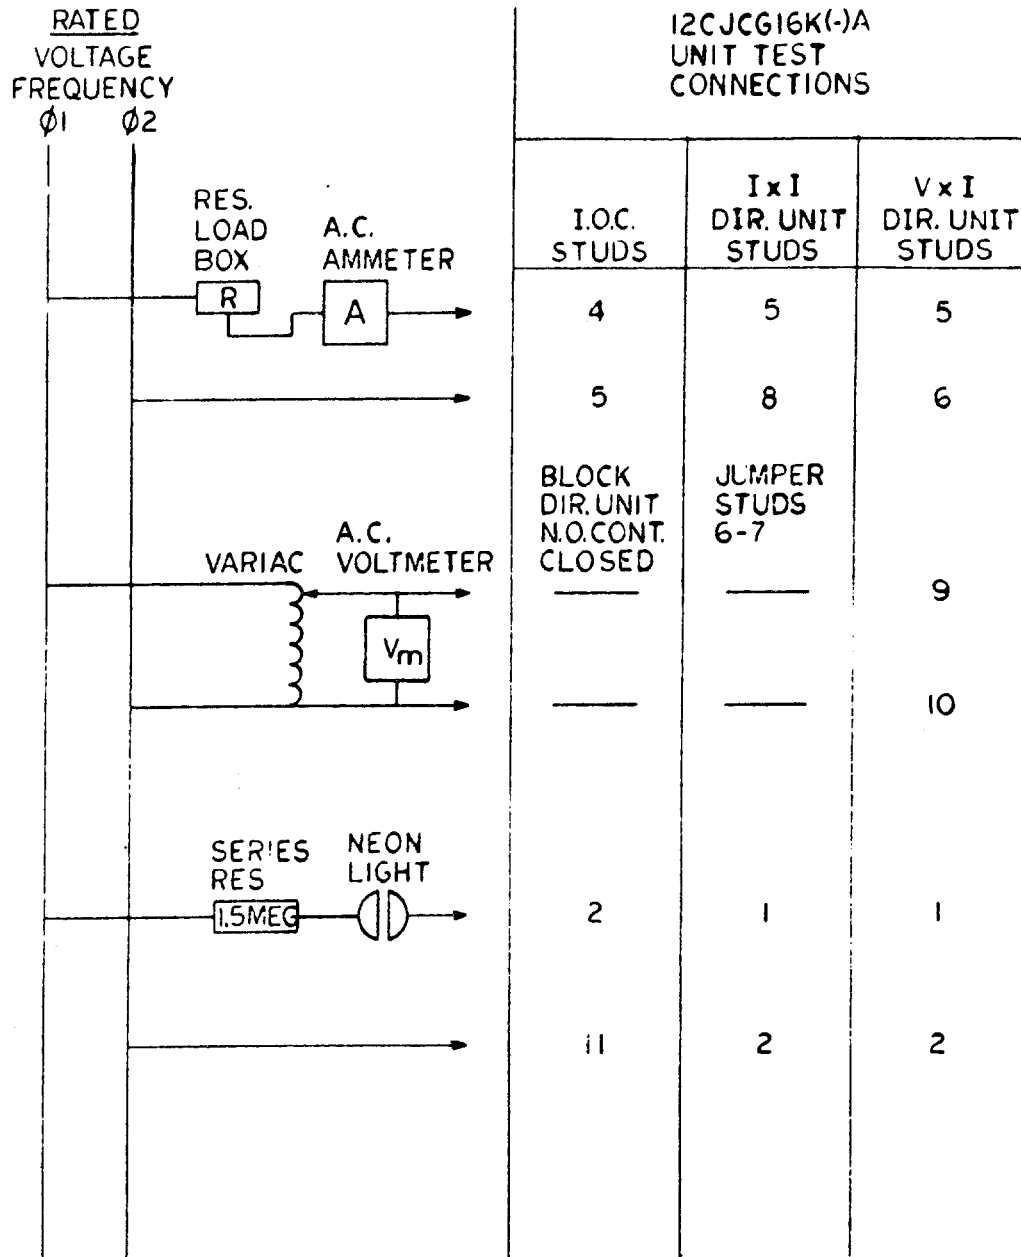 RATED
VOLTAGE
FREQUENCY
Ø1 Ø2
12CJCG16K(-)A
UNIT TEST
CONNECTIONS
I.O.C.
STUDS
I x I
DIR. UNIT
STUDS
V x I
DIR. UNIT
STUDS
RES.
LOAD
BOX
A.C.
AMMETER
R
A
4 5 5
5 8 6
BLOCK
DIR. UNIT
N.O. CONT.
CLOSED
JUMPER
STUDS
6-7
VARIAC
A.C.
VOLTMETER
Vm
— — 9
— — 10
SERIES
RES
1.5MEG
NEON
LIGHT
2 1 1
11 2 2